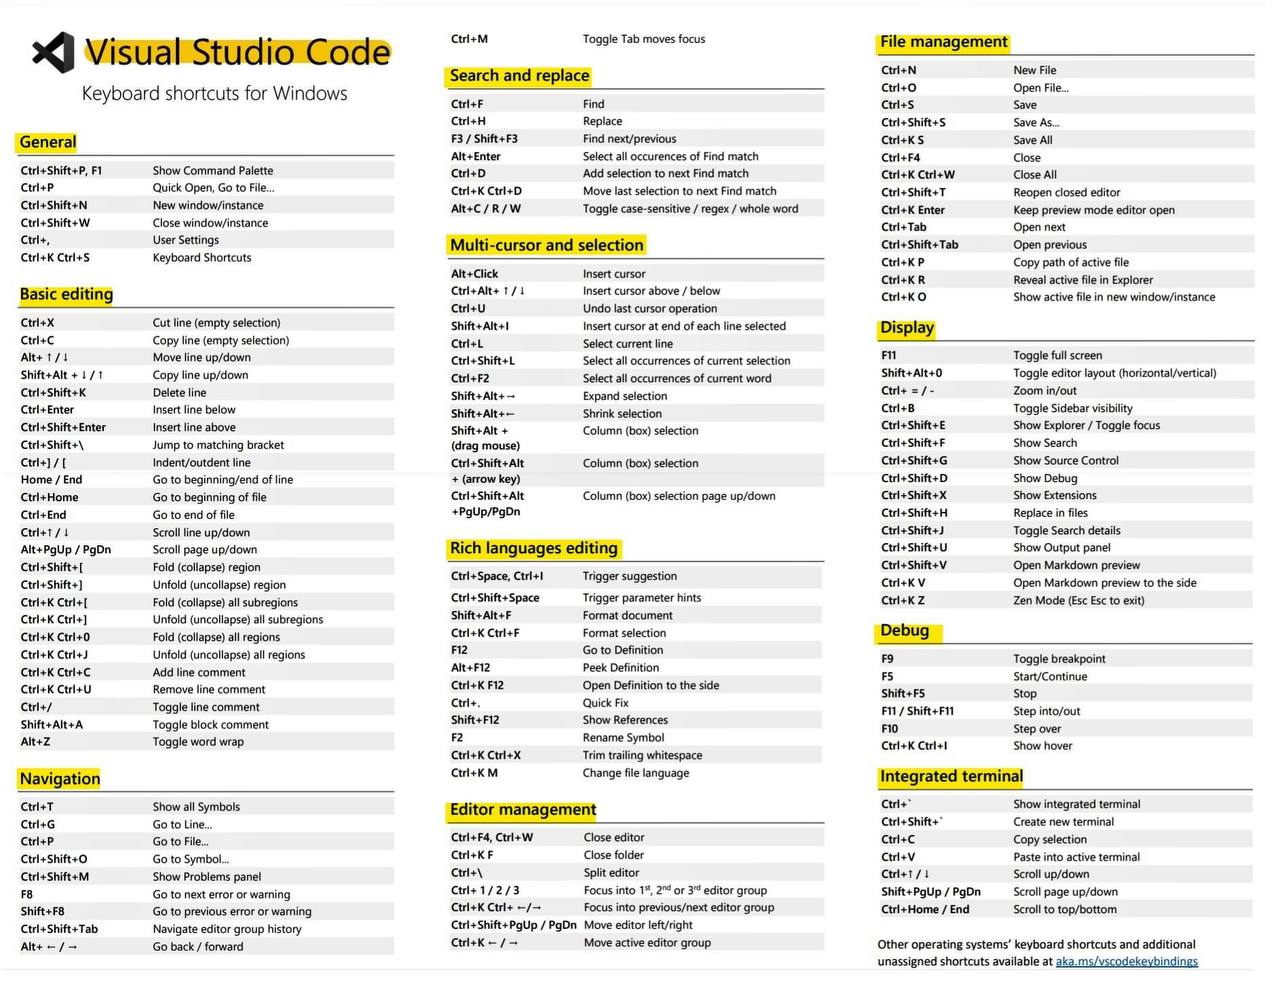 Visual Studio Code
Keyboard shortcuts for Windows
General
Ctrl+Shift+P, F1 Show Command Palette
Ctrl+P Quick Open, Go to File...
Ctrl+Shift+N New window/instance
Ctrl+Shift+W Close window/instance
Ctrl+, User Settings
Ctrl+K Ctrl+S Keyboard Shortcuts
Basic editing
Ctrl+X Cut line (empty selection)
Ctrl+C Copy line (empty selection)
Alt+ ↑ / ↓ Move line up/down
Shift+Alt + ↓ / ↑ Copy line up/down
Ctrl+Shift+K Delete line
Ctrl+Enter Insert line below
Ctrl+Shift+Enter Insert line above
Ctrl+Shift+\ Jump to matching bracket
Ctrl+] / [ Indent/outdent line
Home / End Go to beginning/end of line
Ctrl+Home Go to beginning of file
Ctrl+End Go to end of file
Ctrl+↑ / ↓ Scroll line up/down
Alt+PgUp / PgDn Scroll page up/down
Ctrl+Shift+[ Fold (collapse) region
Ctrl+Shift+] Unfold (uncollapse) region
Ctrl+K Ctrl+[ Fold (collapse) all subregions
Ctrl+K Ctrl+] Unfold (uncollapse) all subregions
Ctrl+K Ctrl+0 Fold (collapse) all regions
Ctrl+K Ctrl+J Unfold (uncollapse) all regions
Ctrl+K Ctrl+C Add line comment
Ctrl+K Ctrl+U Remove line comment
Ctrl+/ Toggle line comment
Shift+Alt+A Toggle block comment
Alt+Z Toggle word wrap
Navigation
Ctrl+T Show all Symbols
Ctrl+G Go to Line...
Ctrl+P Go to File...
Ctrl+Shift+O Go to Symbol...
Ctrl+Shift+M Show Problems panel
F8 Go to next error or warning
Shift+F8 Go to previous error or warning
Ctrl+Shift+Tab Navigate editor group history
Alt+ ← / → Go back / forward
Ctrl+M Toggle Tab moves focus
Search and replace
Ctrl+F Find
Ctrl+H Replace
F3 / Shift+F3 Find next/previous
Alt+Enter Select all occurences of Find match
Ctrl+D Add selection to next Find match
Ctrl+K Ctrl+D Move last selection to next Find match
Alt+C / R / W Toggle case-sensitive / regex / whole word
Multi-cursor and selection
Alt+Click Insert cursor
Ctrl+Alt+ ↑ / ↓ Insert cursor above / below
Ctrl+U Undo last cursor operation
Shift+Alt+I Insert cursor at end of each line selected
Ctrl+L Select current line
Ctrl+Shift+L Select all occurrences of current selection
Ctrl+F2 Select all occurrences of current word
Shift+Alt+→ Expand selection
Shift+Alt+← Shrink selection
Shift+Alt + Column (box) selection
(drag mouse)
Ctrl+Shift+Alt Column (box) selection
+ (arrow key)
Ctrl+Shift+Alt Column (box) selection page up/down
+PgUp/PgDn
Rich languages editing
Ctrl+Space, Ctrl+I Trigger suggestion
Ctrl+Shift+Space Trigger parameter hints
Shift+Alt+F Format document
Ctrl+K Ctrl+F Format selection
F12 Go to Definition
Alt+F12 Peek Definition
Ctrl+K F12 Open Definition to the side
Ctrl+. Quick Fix
Shift+F12 Show References
F2 Rename Symbol
Ctrl+K Ctrl+X Trim trailing whitespace
Ctrl+K M Change file language
Editor management
Ctrl+F4, Ctrl+W Close editor
Ctrl+K F Close folder
Ctrl+\ Split editor
Ctrl+ 1 / 2 / 3 Focus into 1st, 2nd or 3rd editor group
Ctrl+K Ctrl+ ←/→ Focus into previous/next editor group
Ctrl+Shift+PgUp / PgDn Move editor left/right
Ctrl+K ← / → Move active editor group
File management
Ctrl+N New File
Ctrl+O Open File...
Ctrl+S Save
Ctrl+Shift+S Save As...
Ctrl+K S Save All
Ctrl+F4 Close
Ctrl+K Ctrl+W Close All
Ctrl+Shift+T Reopen closed editor
Ctrl+K Enter Keep preview mode editor open
Ctrl+Tab Open next
Ctrl+Shift+Tab Open previous
Ctrl+K P Copy path of active file
Ctrl+K R Reveal active file in Explorer
Ctrl+K O Show active file in new window/instance
Display
F11 Toggle full screen
Shift+Alt+0 Toggle editor layout (horizontal/vertical)
Ctrl+ = / - Zoom in/out
Ctrl+B Toggle Sidebar visibility
Ctrl+Shift+E Show Explorer / Toggle focus
Ctrl+Shift+F Show Search
Ctrl+Shift+G Show Source Control
Ctrl+Shift+D Show Debug
Ctrl+Shift+X Show Extensions
Ctrl+Shift+H Replace in files
Ctrl+Shift+J Toggle Search details
Ctrl+Shift+U Show Output panel
Ctrl+Shift+V Open Markdown preview
Ctrl+K V Open Markdown preview to the side
Ctrl+K Z Zen Mode (Esc Esc to exit)
Debug
F9 Toggle breakpoint
F5 Start/Continue
Shift+F5 Stop
F11 / Shift+F11 Step into/out
F10 Step over
Ctrl+K Ctrl+I Show hover
Integrated terminal
Ctrl+` Show integrated terminal
Ctrl+Shift+` Create new terminal
Ctrl+C Copy selection
Ctrl+V Paste into active terminal
Ctrl+↑ / ↓ Scroll up/down
Shift+PgUp / PgDn Scroll page up/down
Ctrl+Home / End Scroll to top/bottom
Other operating systems' keyboard shortcuts and additional
unassigned shortcuts available at aka.ms/vscodekeybindings